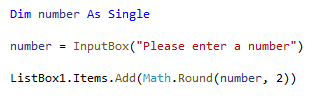 Dim number As Single
number = InputBox("Please enter a number")
ListBox1.Items.Add(Math.Round(number, 2))